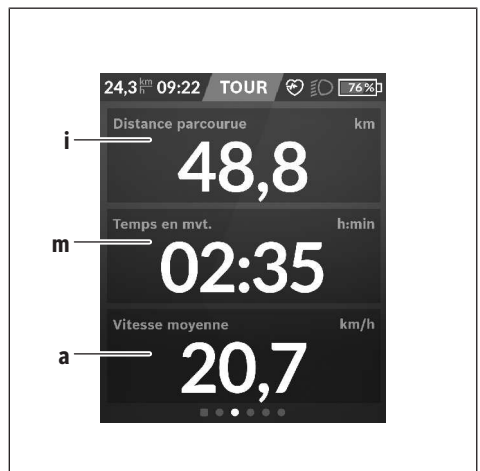 24,3 km/h 09:22 TOUR 76%
i Distance parcourue km
48,8
m Temps en mvt. h:min
02:35
a Vitesse moyenne km/h
20,7